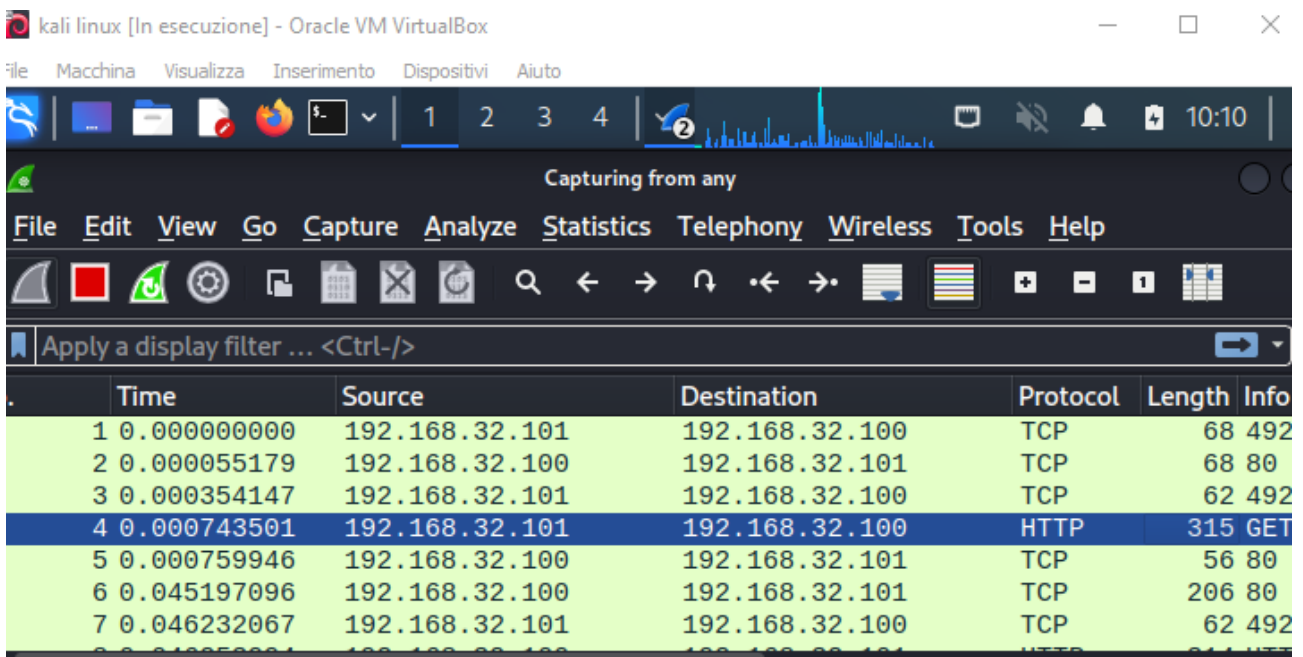 kali linux [In esecuzione] - Oracle VM VirtualBox
File Macchina Visualizza Inserimento Dispositivi Aiuto
1 2 3 4 2 10:10
Capturing from any
File Edit View Go Capture Analyze Statistics Telephony Wireless Tools Help
Apply a display filter ... <Ctrl-/>
. Time Source Destination Protocol Length Info
1 0.000000000 192.168.32.101 192.168.32.100 TCP 68 492
2 0.000055179 192.168.32.100 192.168.32.101 TCP 68 80
3 0.000354147 192.168.32.101 192.168.32.100 TCP 62 492
4 0.000743501 192.168.32.101 192.168.32.100 HTTP 315 GET
5 0.000759946 192.168.32.100 192.168.32.101 TCP 56 80
6 0.045197096 192.168.32.100 192.168.32.101 TCP 206 80
7 0.046232067 192.168.32.101 192.168.32.100 TCP 62 492